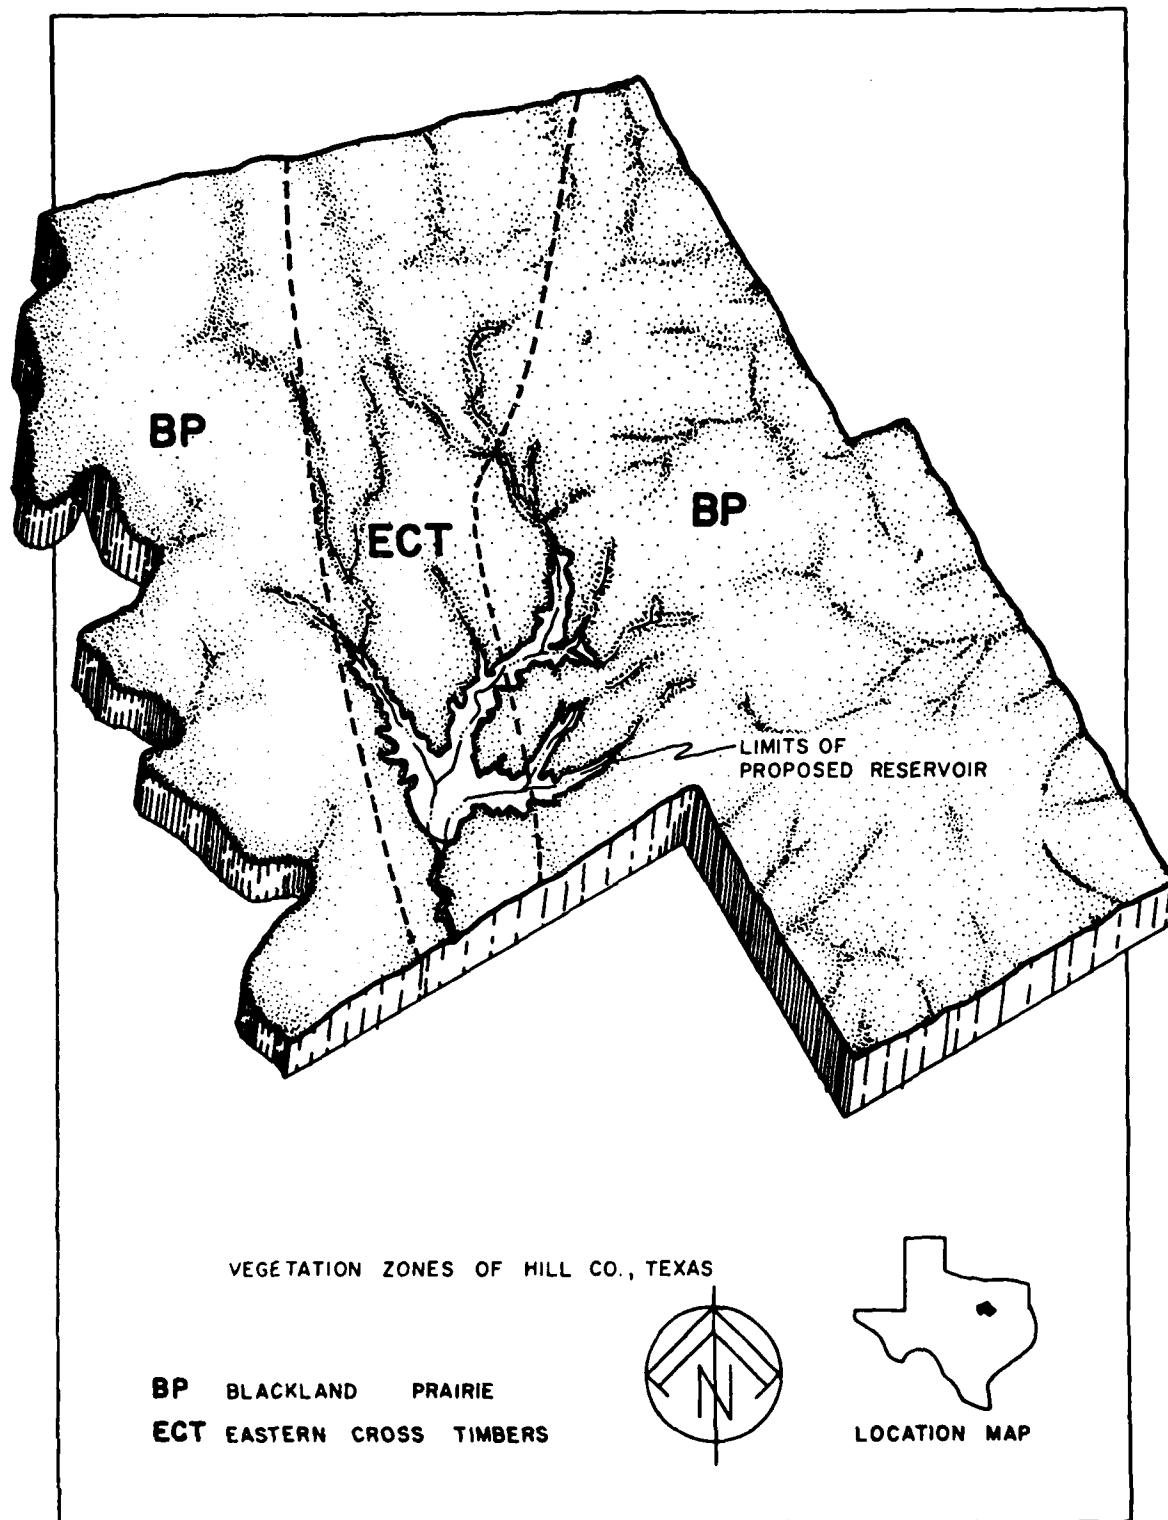 BP
ECT
BP
LIMITS OF
PROPOSED RESERVOIR
VEGETATION ZONES OF HILL CO., TEXAS
BP BLACKLAND PRAIRIE
ECT EASTERN CROSS TIMBERS
N
LOCATION MAP